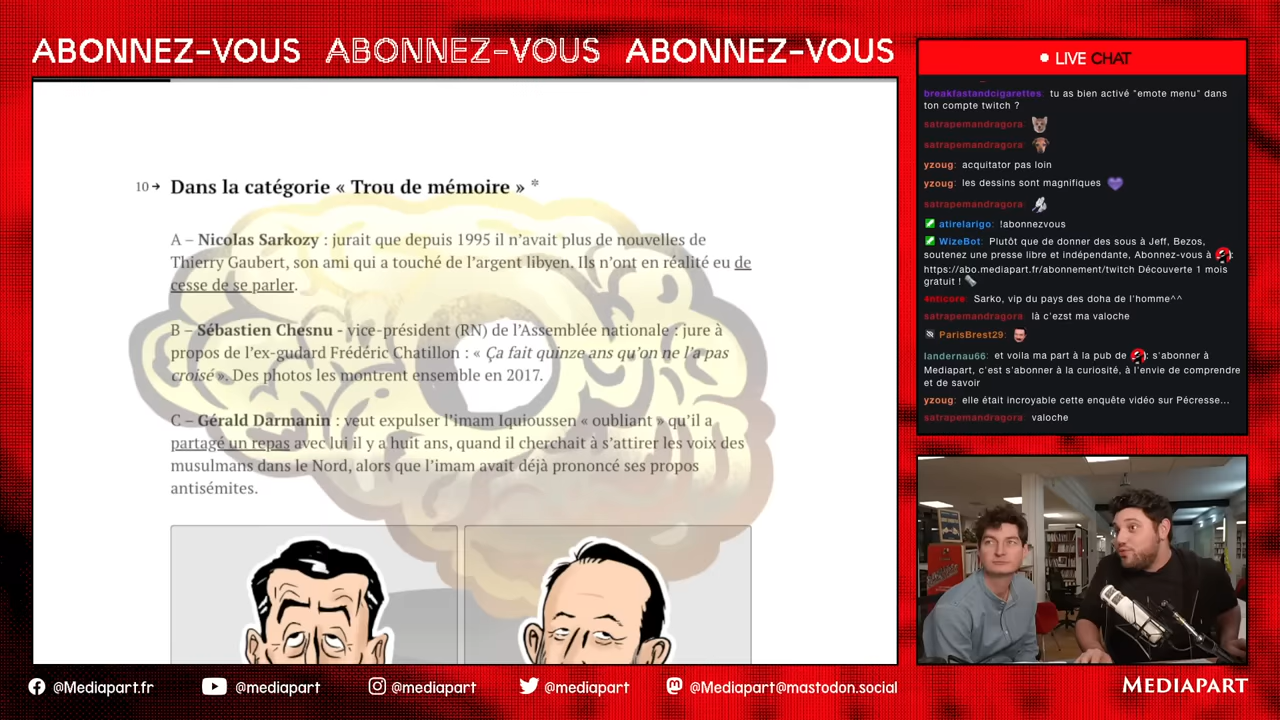 ABONNEZ-VOUS ABONNEZ-VOUS ABONNEZ-VOUS
10→ Dans la catégorie « Trou de mémoire » *
A – Nicolas Sarkozy : jurait que depuis 1995 il n’avait plus de nouvelles de
Thierry Gaubert, son ami qui a touché de l’argent libyen. Ils n’ont en réalité eu de
cesse de se parler.
B – Sébastien Chesnu - vice-président (RN) de l’Assemblée nationale : jure à
propos de l’ex-gudard Frédéric Chatillon : « Ça fait quinze ans qu’on ne l’a pas
croisé ». Des photos les montrent ensemble en 2017.
C – Gérald Darmanin : veut expulser l’imam Iquioussen « oubliant » qu’il a
partagé un repas avec lui il y a huit ans, quand il cherchait à s’attirer les voix des
musulmans dans le Nord, alors que l’imam avait déjà prononcé ses propos
antisémites.
LIVE CHAT
breakfastandcigarettes: tu as bien activé "emote menu" dans
ton compte twitch ?
satrapemandragora:
satrapemandragora:
yzoug: acquitator pas loin
yzoug: les dessins sont magnifiques
satrapemandragora:
atirelarigo: !abonnezvous
WizeBot: Plutôt que de donner des sous à Jeff, Bezos,
soutenez une presse libre et indépendante, Abonnez-vous à :
https://abo.mediapart.fr/abonnement/twitch Découverte 1 mois
gratuit !
4nticore: Sarko, vip du pays des doha de l'homme^^
satrapemandragora: là c'ezst ma valoche
ParisBrest29:
landernau66: et voila ma part à la pub de : s'abonner à
Mediapart, c'est s'abonner à la curiosité, à l'envie de comprendre
et de savoir
yzoug: elle était incroyable cette enquête vidéo sur Pécresse...
satrapemandragora: valoche
@Mediapart.fr @mediapart @mediapart @mediapart @Mediapart@mastodon.social
MEDIAPART